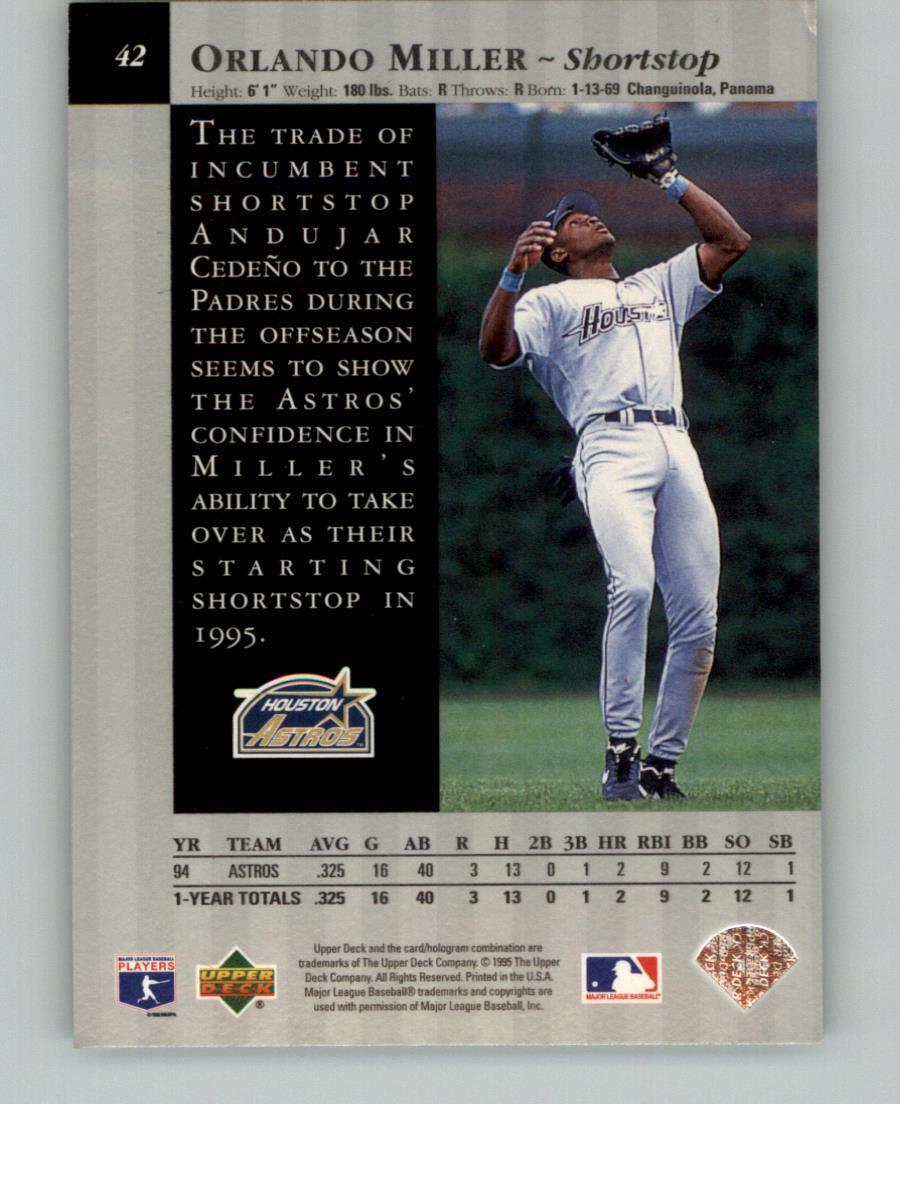 42
ORLANDO MILLER ~ Shortstop
Height: 6' 1" Weight: 180 lbs. Bats: R Throws: R Born: 1-13-69 Changuinola, Panama
THE TRADE OF
INCUMBENT
SHORTSTOP
ANDUJAR
CEDEÑO TO THE
PADRES DURING
THE OFFSEASON
SEEMS TO SHOW
THE ASTROS'
CONFIDENCE IN
MILLER'S
ABILITY TO TAKE
OVER AS THEIR
STARTING
SHORTSTOP IN
1995.
HOUSTON
ASTROS
HOUSTON
YR TEAM AVG G AB R H 2B 3B HR RBI BB SO SB
94 ASTROS .325 16 40 3 13 0 1 2 9 2 12 1
1-YEAR TOTALS .325 16 40 3 13 0 1 2 9 2 12 1
MAJOR LEAGUE BASEBALL
PLAYERS
UPPER
DECK
Upper Deck and the card/hologram combination are
trademarks of The Upper Deck Company. © 1995 The Upper
Deck Company. All Rights Reserved. Printed in the U.S.A.
Major League Baseball® trademarks and copyrights are
used with permission of Major League Baseball, Inc.
MAJOR LEAGUE BASEBALL